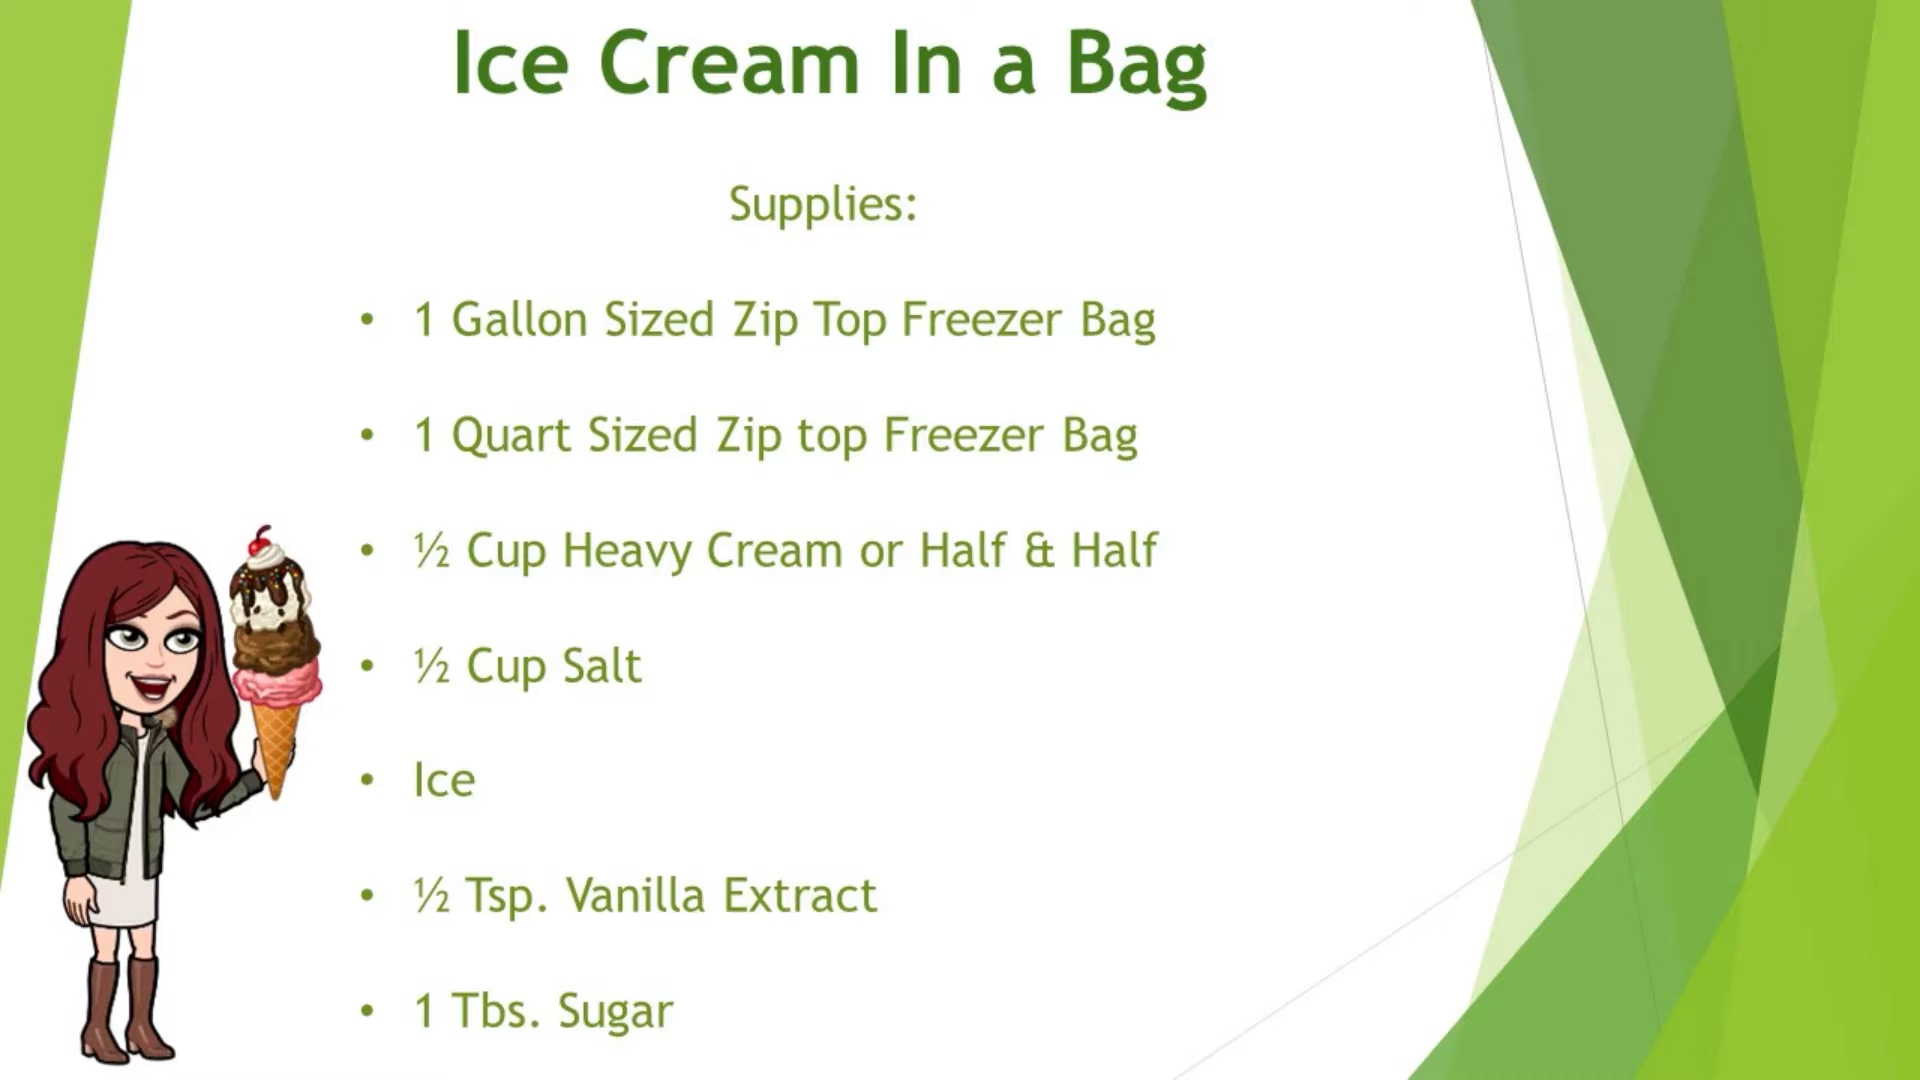 Ice Cream In a Bag
Supplies:
• 1 Gallon Sized Zip Top Freezer Bag
• 1 Quart Sized Zip top Freezer Bag
• ½ Cup Heavy Cream or Half & Half
• ½ Cup Salt
• Ice
• ½ Tsp. Vanilla Extract
• 1 Tbs. Sugar